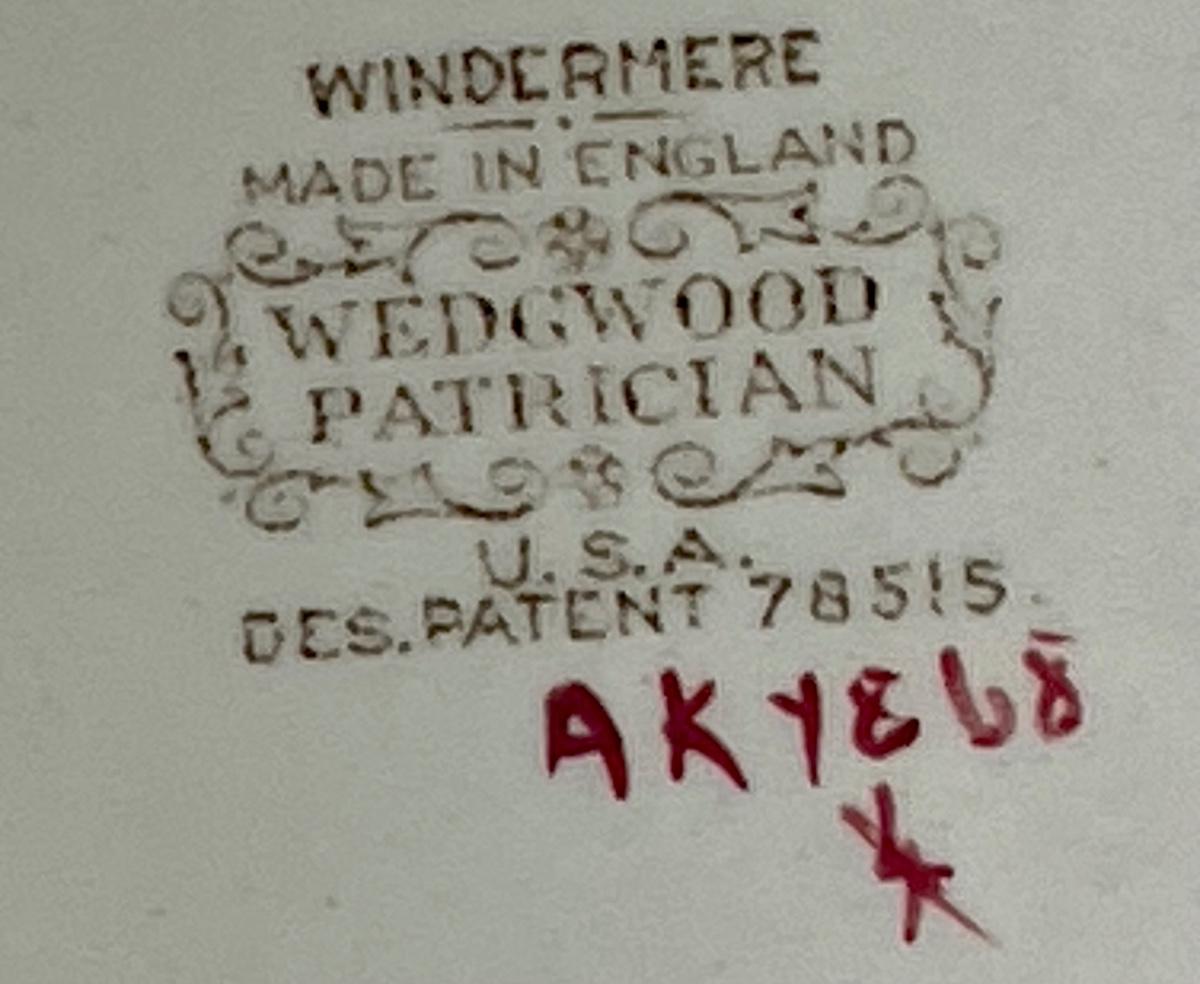 WINDERMERE
MADE IN ENGLAND
WEDGWOOD
PATRICIAN
U.S.A.
DES. PATENT 78515